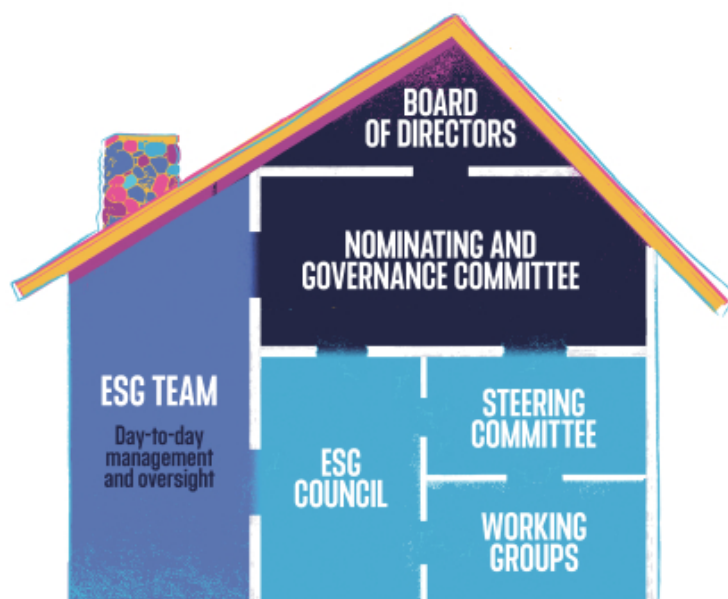 BOARD
OF DIRECTORS
NOMINATING AND
GOVERNANCE COMMITTEE
ESG TEAM
Day-to-day
management
and oversight
ESG
COUNCIL
STEERING
COMMITTEE
WORKING
GROUPS